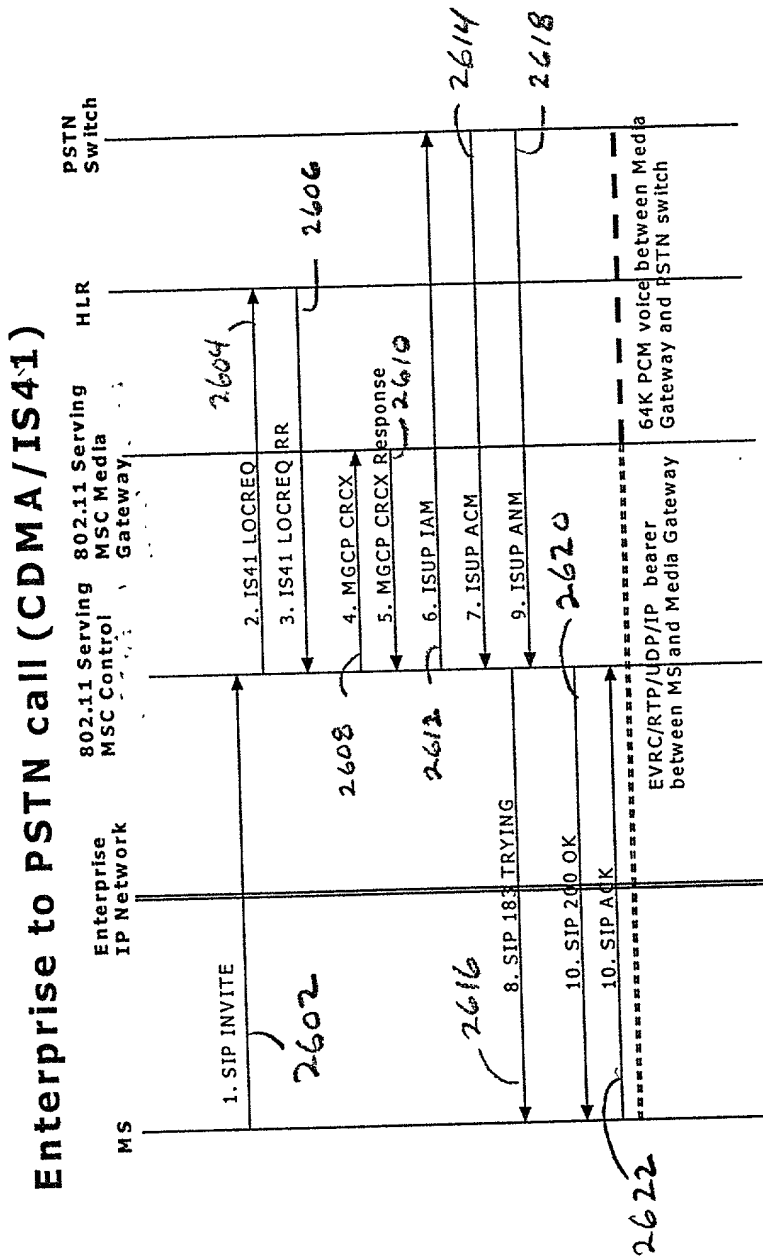 Enterprise to PSTN call (CDMA/IS41)
MS
Enterprise
IP Network
802.11 Serving
MSC Control
802.11 Serving
MSC Media
Gateway
HLR
PSTN
Switch
1. SIP INVITE
2602
2. IS41 LOCREQ
2604
3. IS41 LOCREQ RR
2606
4. MGCP CRCX
2608
5. MGCP CRCX Response
2610
6. ISUP IAM
2612
7. ISUP ACM
2614
8. SIP 183 TRYING
2616
9. ISUP ANM
2618
10. SIP 200 OK
2620
10. SIP ACK
2622
EVRC/RTP/UDP/IP bearer
between MS and Media Gateway
64K PCM voice between Media
Gateway and PSTN switch